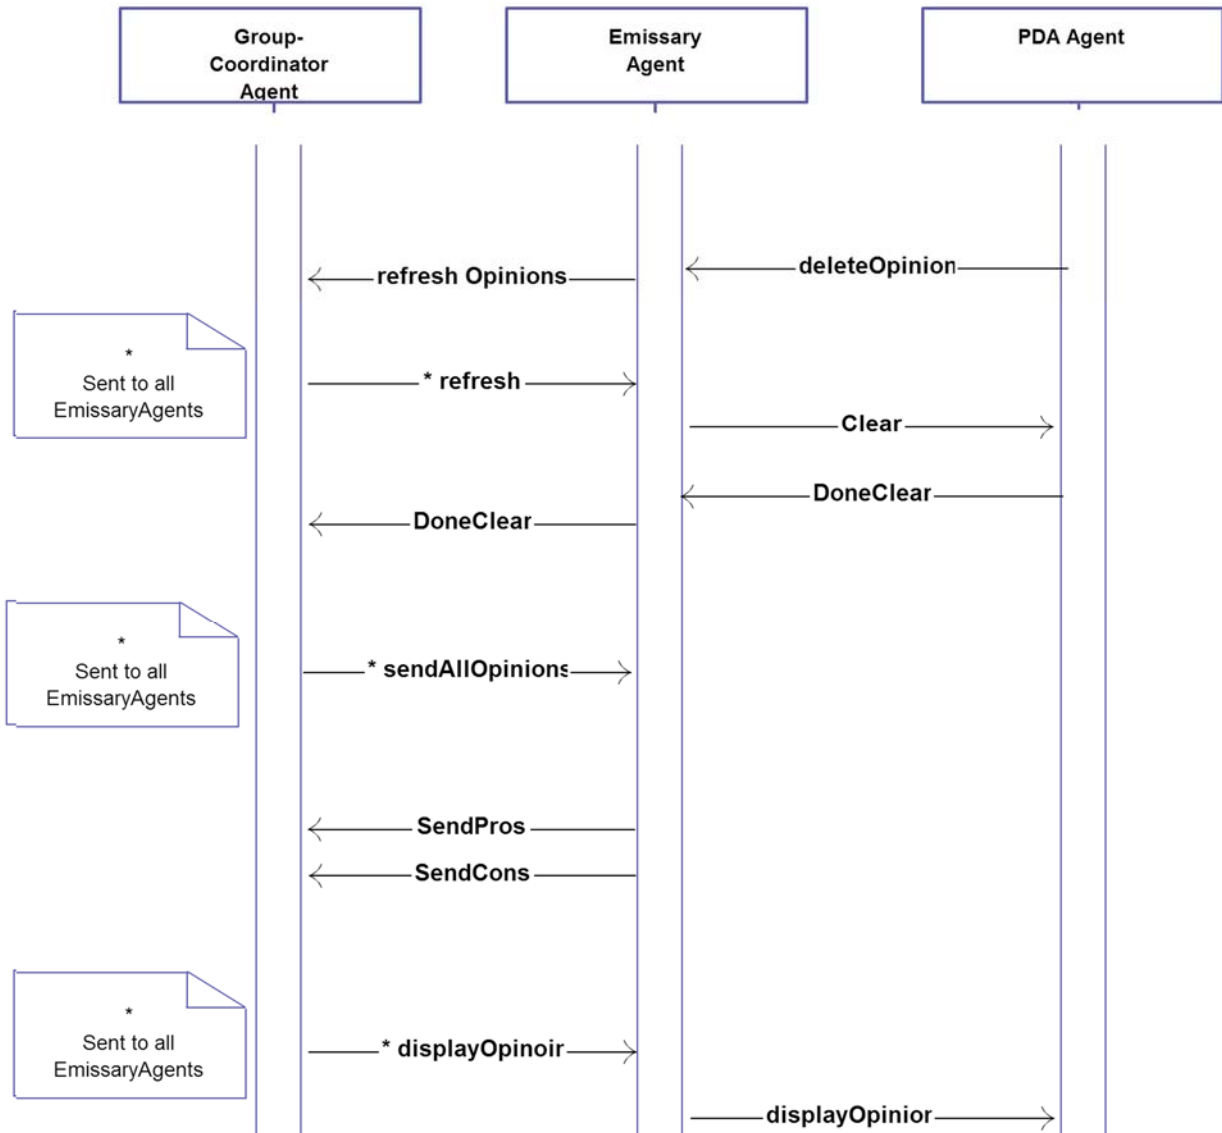 Group-
Coordinator
Agent
Emissary
Agent
PDA Agent
deleteOpinion
refresh Opinions
*
Sent to all
EmissaryAgents
* refresh
Clear
DoneClear
DoneClear
*
Sent to all
EmissaryAgents
* sendAllOpinions
SendPros
SendCons
*
Sent to all
EmissaryAgents
* displayOpinoir
displayOpinior